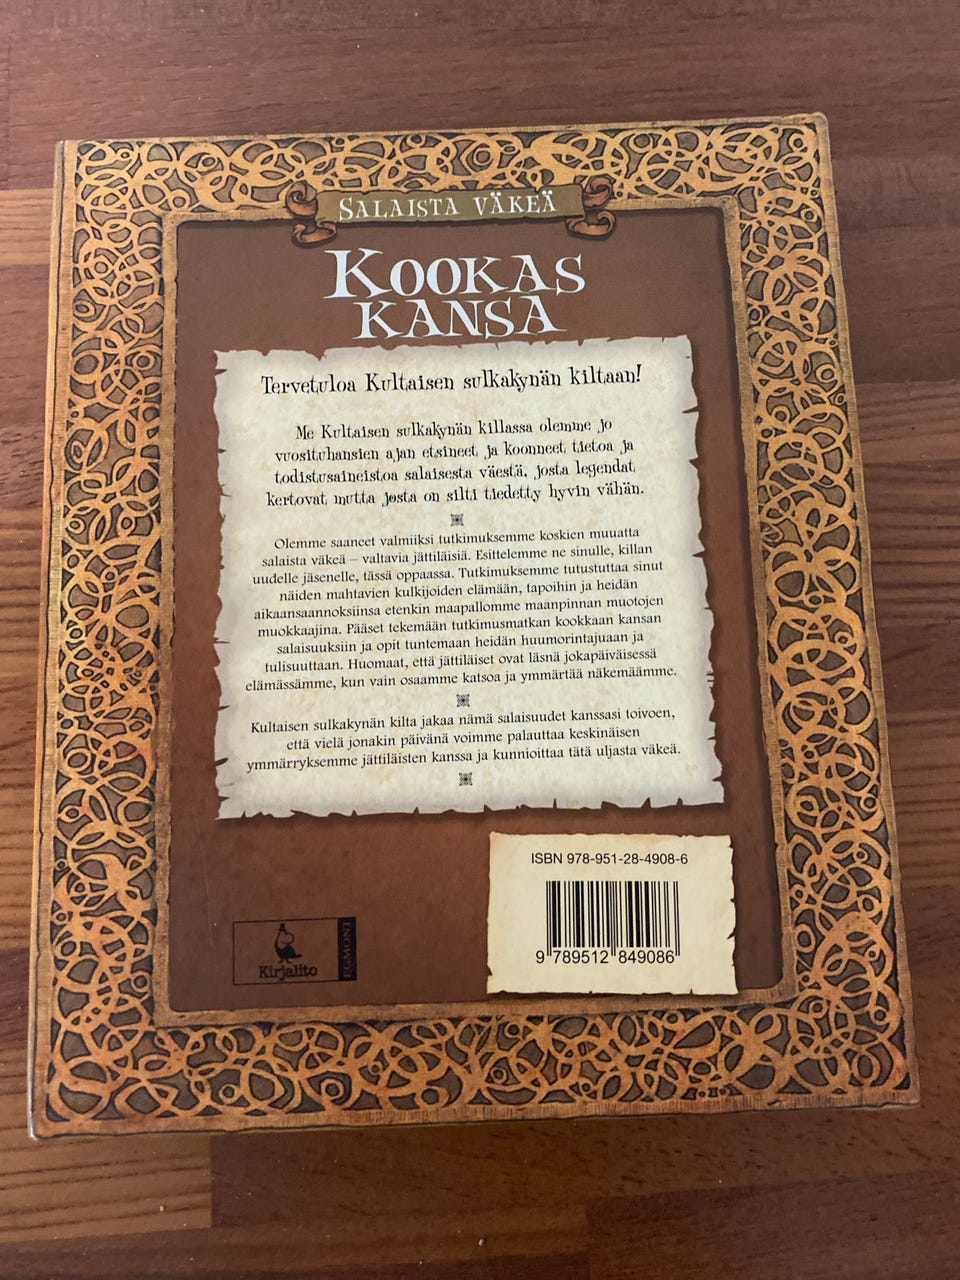 SALAISTA VÄKEÄ
KOOKAS
KANSA
Tervetuloa Kultaisen sulkakynän kiltaan!
Me Kultaisen sulkakynän killassa olemme jo
vuosituhansien ajan etsineet ja koonneet tietoa ja
todistusaineistoa salaisesta väestä, josta legendat
kertovat mutta josta on silti tiedetty hyvin vähän.
Olemme saaneet valmiiksi tutkimuksemme koskien muuatta
salaista väkeä – valtavia jättiläisiä. Esittelemme ne sinulle, killan
uudelle jäsenelle, tässä oppaassa. Tutkimuksemme tutustuttaa sinut
näiden mahtavien kulkijoiden elämään, tapoihin ja heidän
aikaansaannoksiinsa etenkin maapallomme maanpinnan muotojen
muokkaajina. Pääset tekemään tutkimusmatkan kookkaan kansan
salaisuuksiin ja opit tuntemaan heidän huumorintajuaan ja
tulisuuttaan. Huomaat, että jättiläiset ovat läsnä jokapäiväisessä
elämässämme, kun vain osaamme katsoa ja ymmärtää näkemäämme.
Kultaisen sulkakynän kilta jakaa nämä salaisuudet kanssasi toivoen,
että vielä jonakin päivänä voimme palauttaa keskinäisen
ymmärryksemme jättiläisten kanssa ja kunnioittaa tätä uljasta väkeä.
ISBN 978-951-28-4908-6
9 789512 849086
Kirjalito
EGMONT